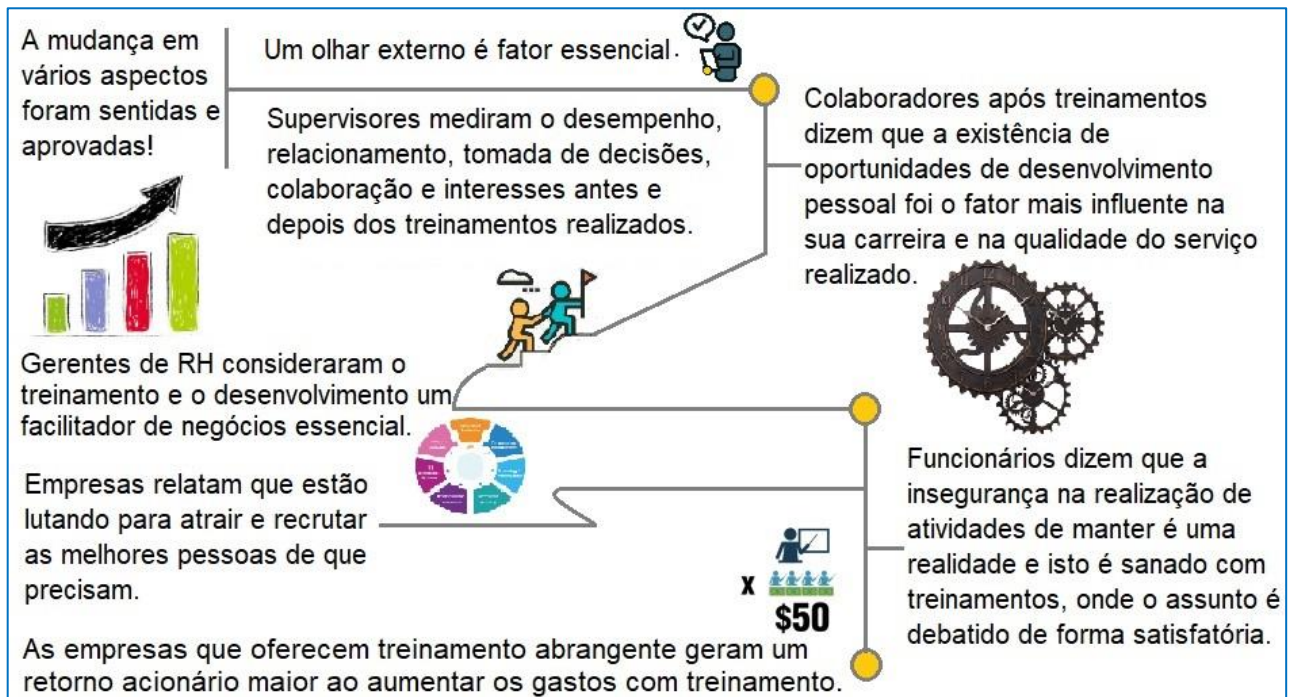 A mudança em
vários aspectos
foram sentidas e
aprovadas!
Um olhar externo é fator essencial.
Supervisores mediram o desempenho,
relacionamento, tomada de decisões,
colaboração e interesses antes e
depois dos treinamentos realizados.
Colaboradores após treinamentos
dizem que a existência de
oportunidades de desenvolvimento
pessoal foi o fator mais influente na
sua carreira e na qualidade do serviço
realizado.
Gerentes de RH consideraram o
treinamento e o desenvolvimento um
facilitador de negócios essencial.
Empresas relatam que estão
lutando para atrair e recrutar
as melhores pessoas de que
precisam.
Funcionários dizem que a
insegurança na realização de
atividades de manter é uma
realidade e isto é sanado com
treinamentos, onde o assunto é
debatido de forma satisfatória.
x
$50
As empresas que oferecem treinamento abrangente geram um
retorno acionário maior ao aumentar os gastos com treinamento.